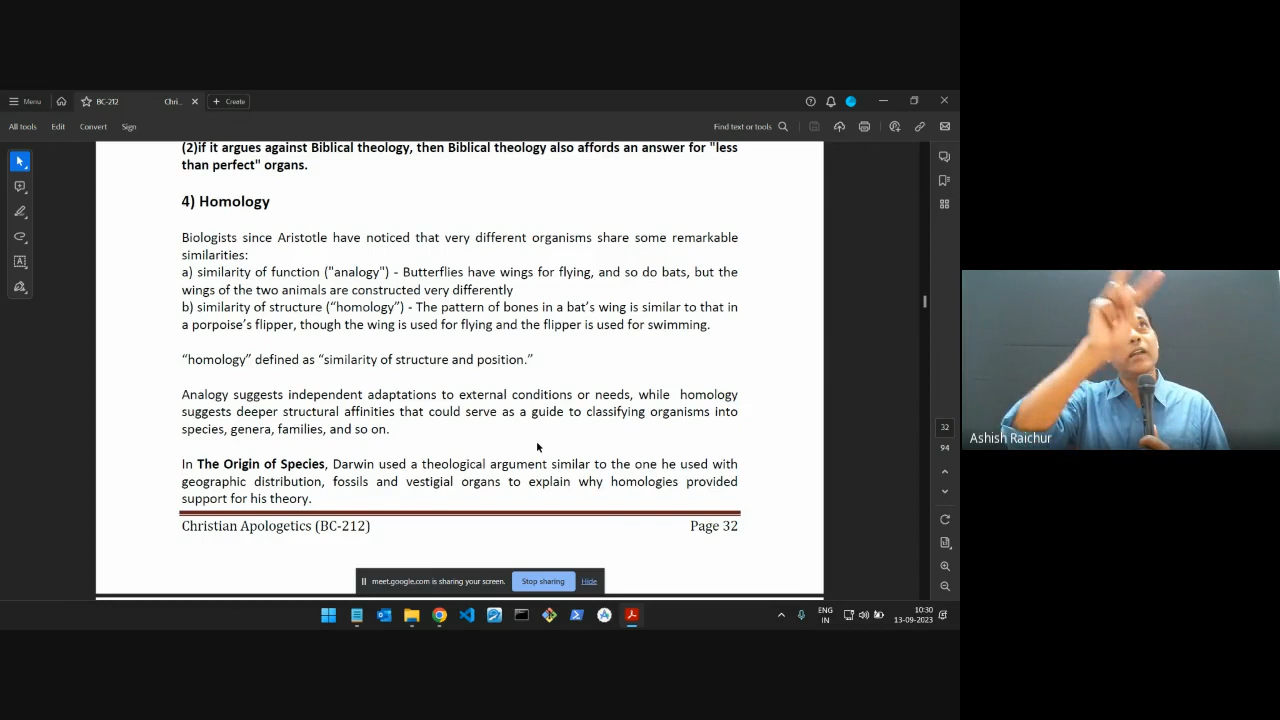 Menu
BC-212
Chri...
Create
All tools
Edit
Convert
Sign
Find text or tools
(2)if it argues against Biblical theology, then Biblical theology also affords an answer for "less
than perfect" organs.
4) Homology
Biologists since Aristotle have noticed that very different organisms share some remarkable
similarities:
a) similarity of function ("analogy") - Butterflies have wings for flying, and so do bats, but the
wings of the two animals are constructed very differently
b) similarity of structure (“homology”) - The pattern of bones in a bat’s wing is similar to that in
a porpoise’s flipper, though the wing is used for flying and the flipper is used for swimming.
“homology” defined as “similarity of structure and position.”
Analogy suggests independent adaptations to external conditions or needs, while homology
suggests deeper structural affinities that could serve as a guide to classifying organisms into
species, genera, families, and so on.
In The Origin of Species, Darwin used a theological argument similar to the one he used with
geographic distribution, fossils and vestigial organs to explain why homologies provided
support for his theory.
Christian Apologetics (BC-212)
Page 32
32
94
Ashish Raichur
meet.google.com is sharing your screen.
Stop sharing
Hide
ENG
IN
10:30
13-09-2023